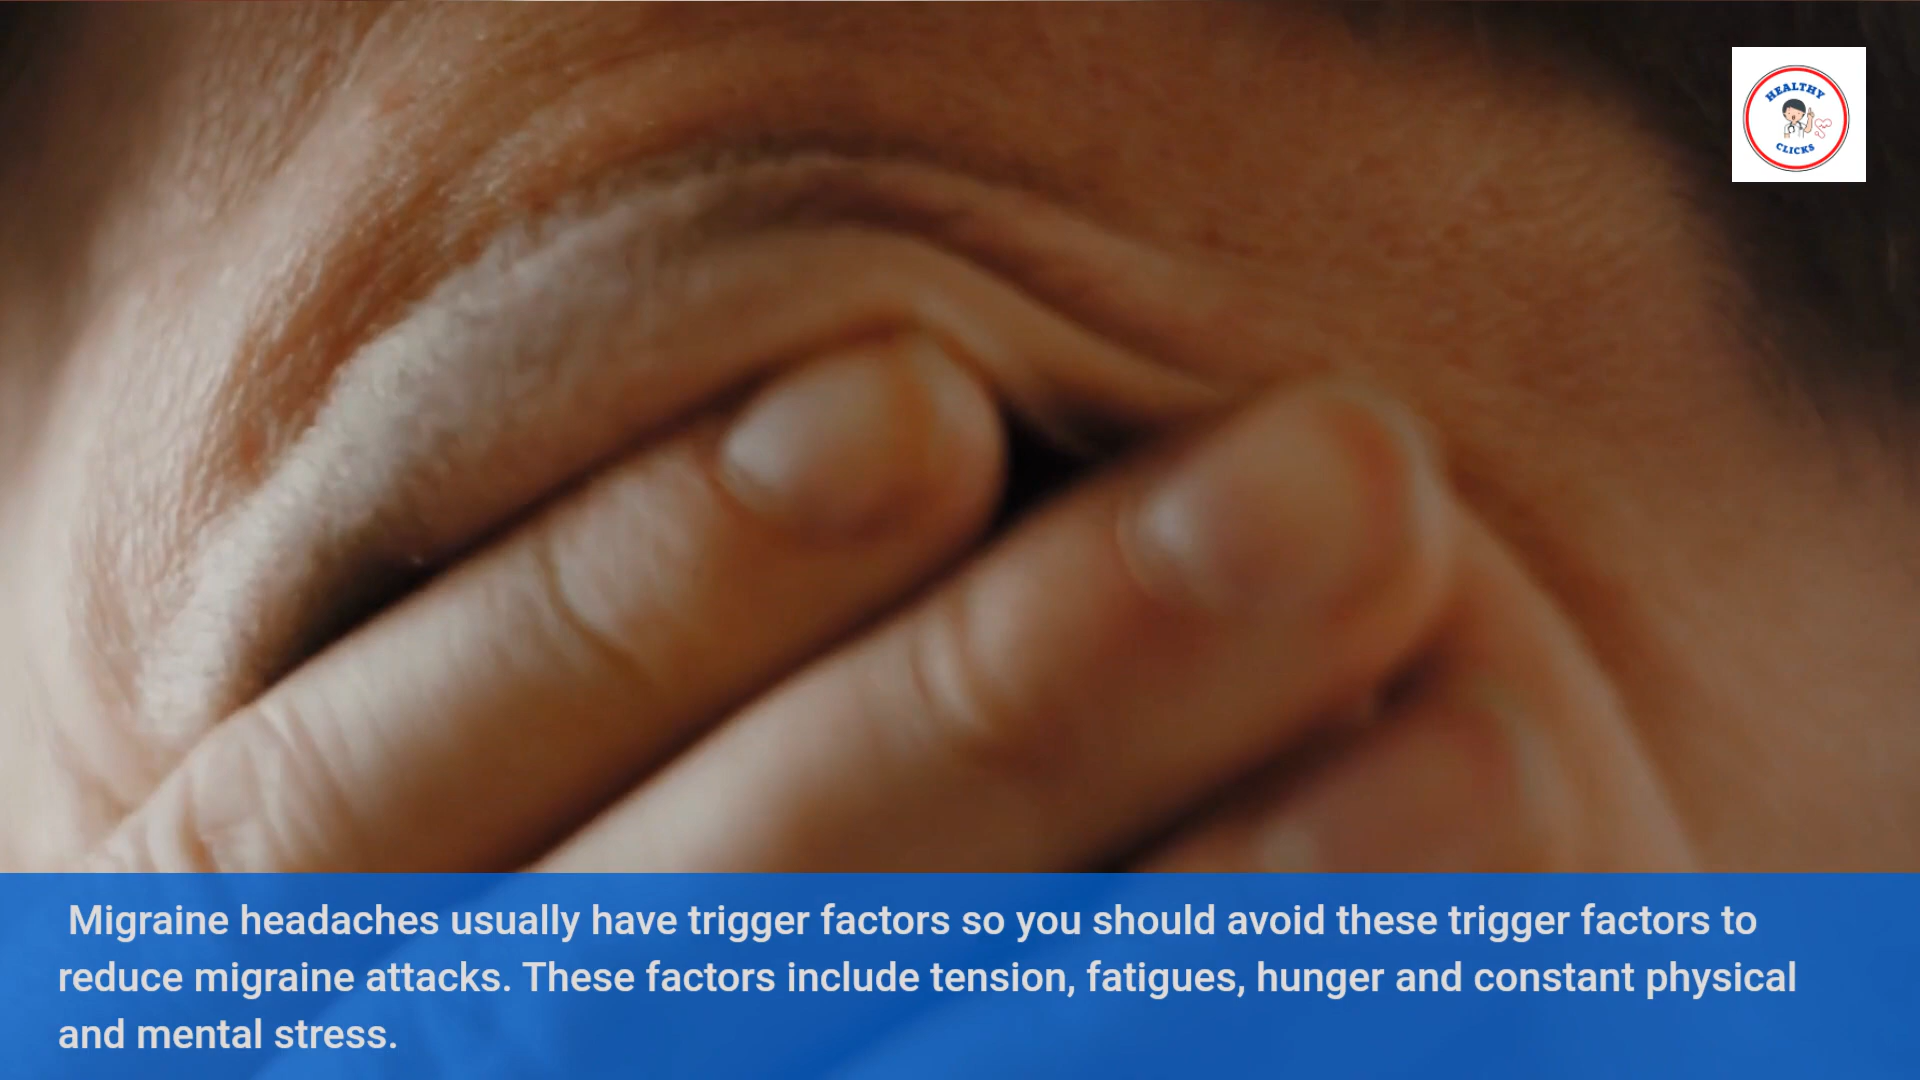 HEALTHY
CLICKS
Migraine headaches usually have trigger factors so you should avoid these trigger factors to
reduce migraine attacks. These factors include tension, fatigues, hunger and constant physical
and mental stress.